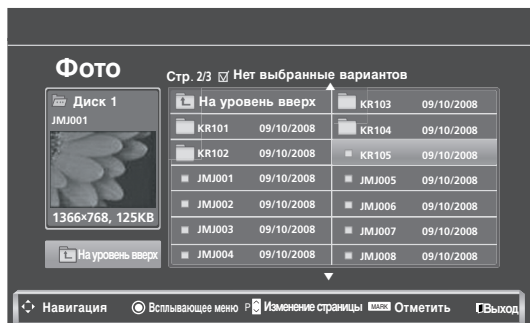 Фото
Стр. 2/3 Нет выбранные вариантов
Диск 1
JMJ001
1366×768, 125KB
На уровень вверх
На уровень вверх
KR101 09/10/2008
KR102 09/10/2008
JMJ001 09/10/2008
JMJ002 09/10/2008
JMJ003 09/10/2008
JMJ004 09/10/2008
KR103 09/10/2008
KR104 09/10/2008
KR105 09/10/2008
JMJ005 09/10/2008
JMJ006 09/10/2008
JMJ007 09/10/2008
JMJ008 09/10/2008
Навигация Всплывающее меню P Изменение страницы MARK Отметить Выход